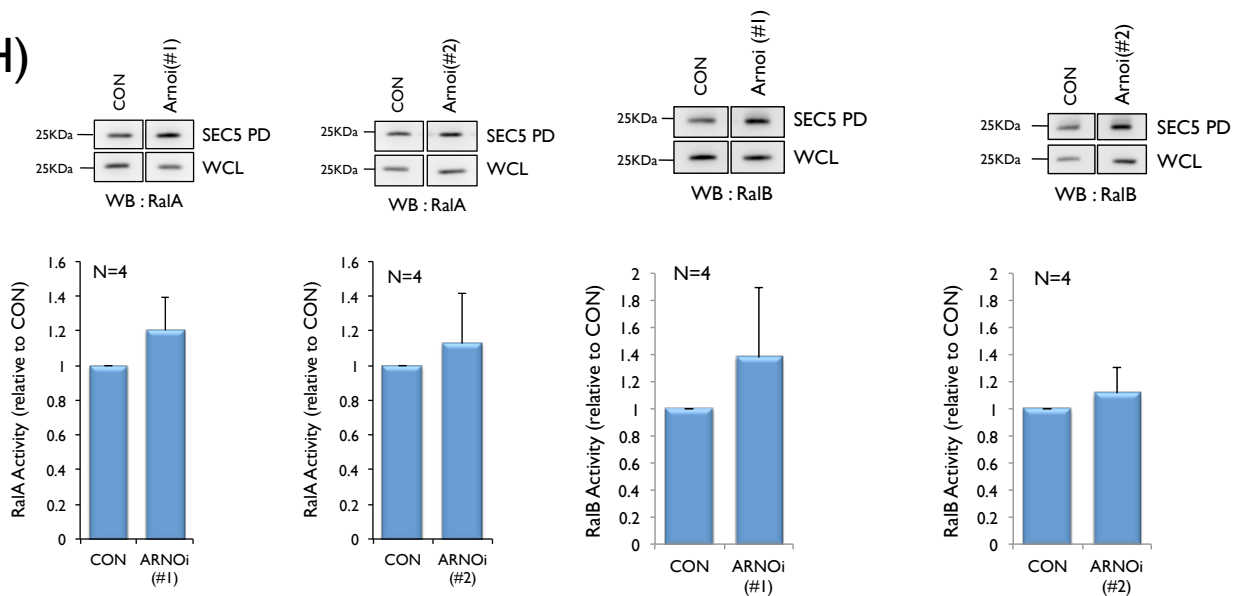 H)
CON
Arnoi(#1)
25KDa
SEC5 PD
25KDa
WCL
WB : RalA
CON
Arnoi(#2)
25KDa
SEC5 PD
25KDa
WCL
WB : RalA
CON
Arnoi (#1)
25KDa
SEC5 PD
25KDa
WCL
WB : RalB
CON
Arnoi(#2)
25KDa
SEC5 PD
25KDa
WCL
WB : RalB
RalA Activity (relative to CON)
1.6
1.4
1.2
1
0.8
0.6
0.4
0.2
0
N=4
CON
ARNOi
(#1)
RalA Activity (relative to CON)
1.6
1.4
1.2
1
0.8
0.6
0.4
0.2
0
N=4
CON
ARNOi
(#2)
RalB Activity (relative to CON)
2
1.8
1.6
1.4
1.2
1
0.8
0.6
0.4
0.2
0
N=4
CON
ARNOi
(#1)
RalB Activity (relative to CON)
2
1.8
1.6
1.4
1.2
1
0.8
0.6
0.4
0.2
0
N=4
CON
ARNOi
(#2)